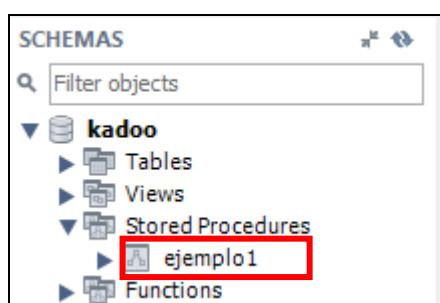 SCHEMAS
Filter objects
kadoo
Tables
Views
Stored Procedures
ejemplo1
Functions